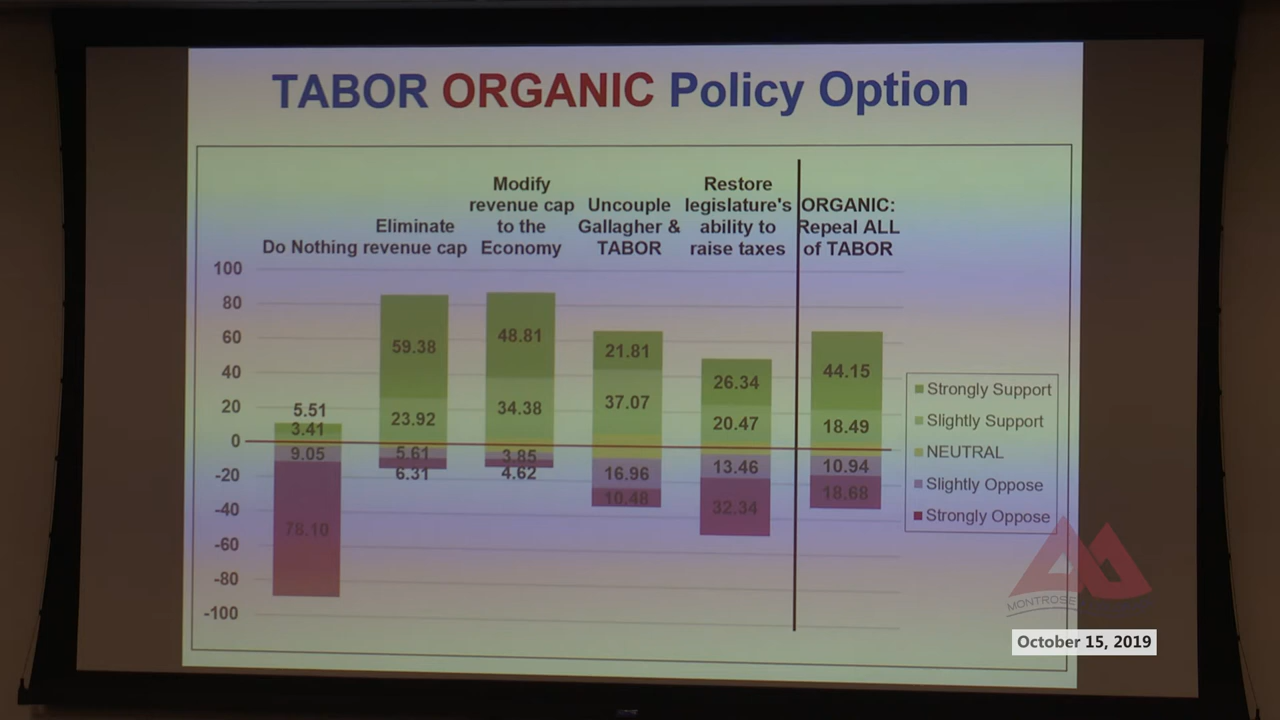 TABOR ORGANIC Policy Option
Do Nothing
Eliminate
revenue cap
Modify
revenue cap
to the
Economy
Uncouple
Gallagher &
TABOR
Restore
legislature's
ability to
raise taxes
ORGANIC:
Repeal ALL
of TABOR
100
80
60
40
20
0
-20
-40
-60
-80
-100
5.51
3.41
9.05
78.10
59.38
23.92
5.61
6.31
48.81
34.38
3.85
4.62
21.81
37.07
16.96
10.48
26.34
20.47
13.46
32.34
44.15
18.49
10.94
18.68
Strongly Support
Slightly Support
NEUTRAL
Slightly Oppose
Strongly Oppose
MONTROSE
October 15, 2019